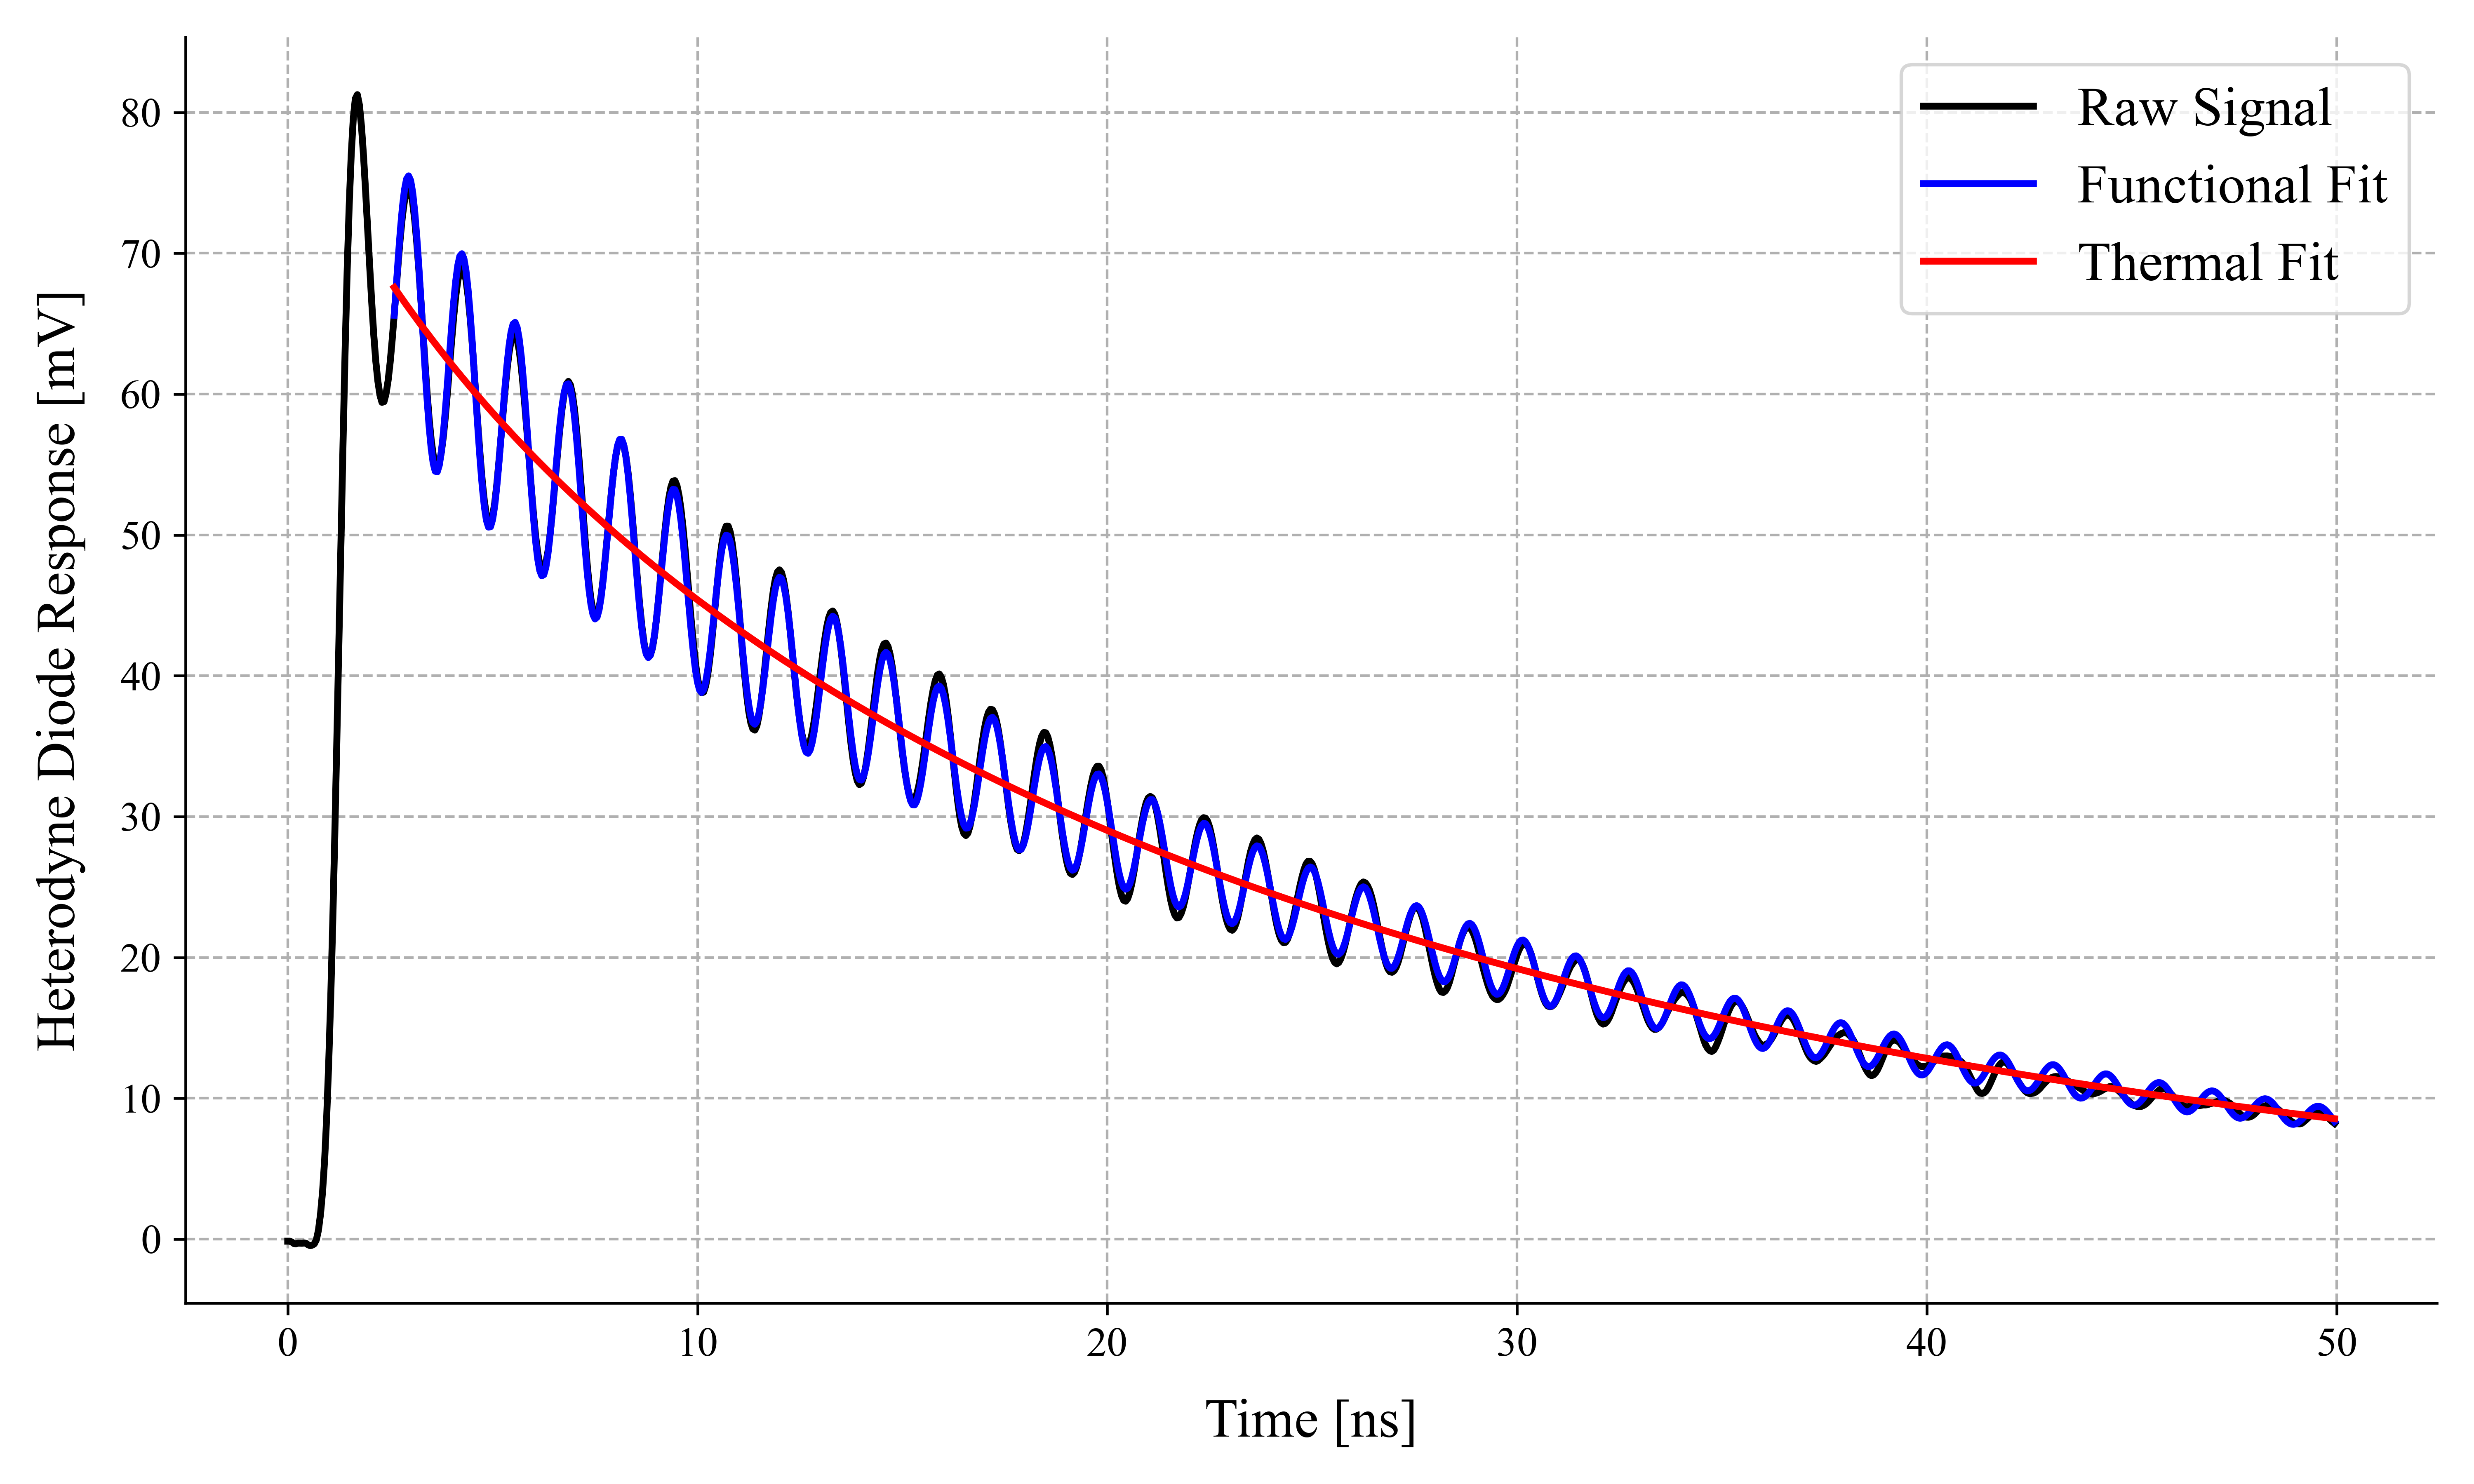 Raw Signal
Functional Fit
Thermal Fit
Heterodyne Diode Response [mV]
80
70
60
50
40
30
20
10
0
0 10 20 30 40 50
Time [ns]